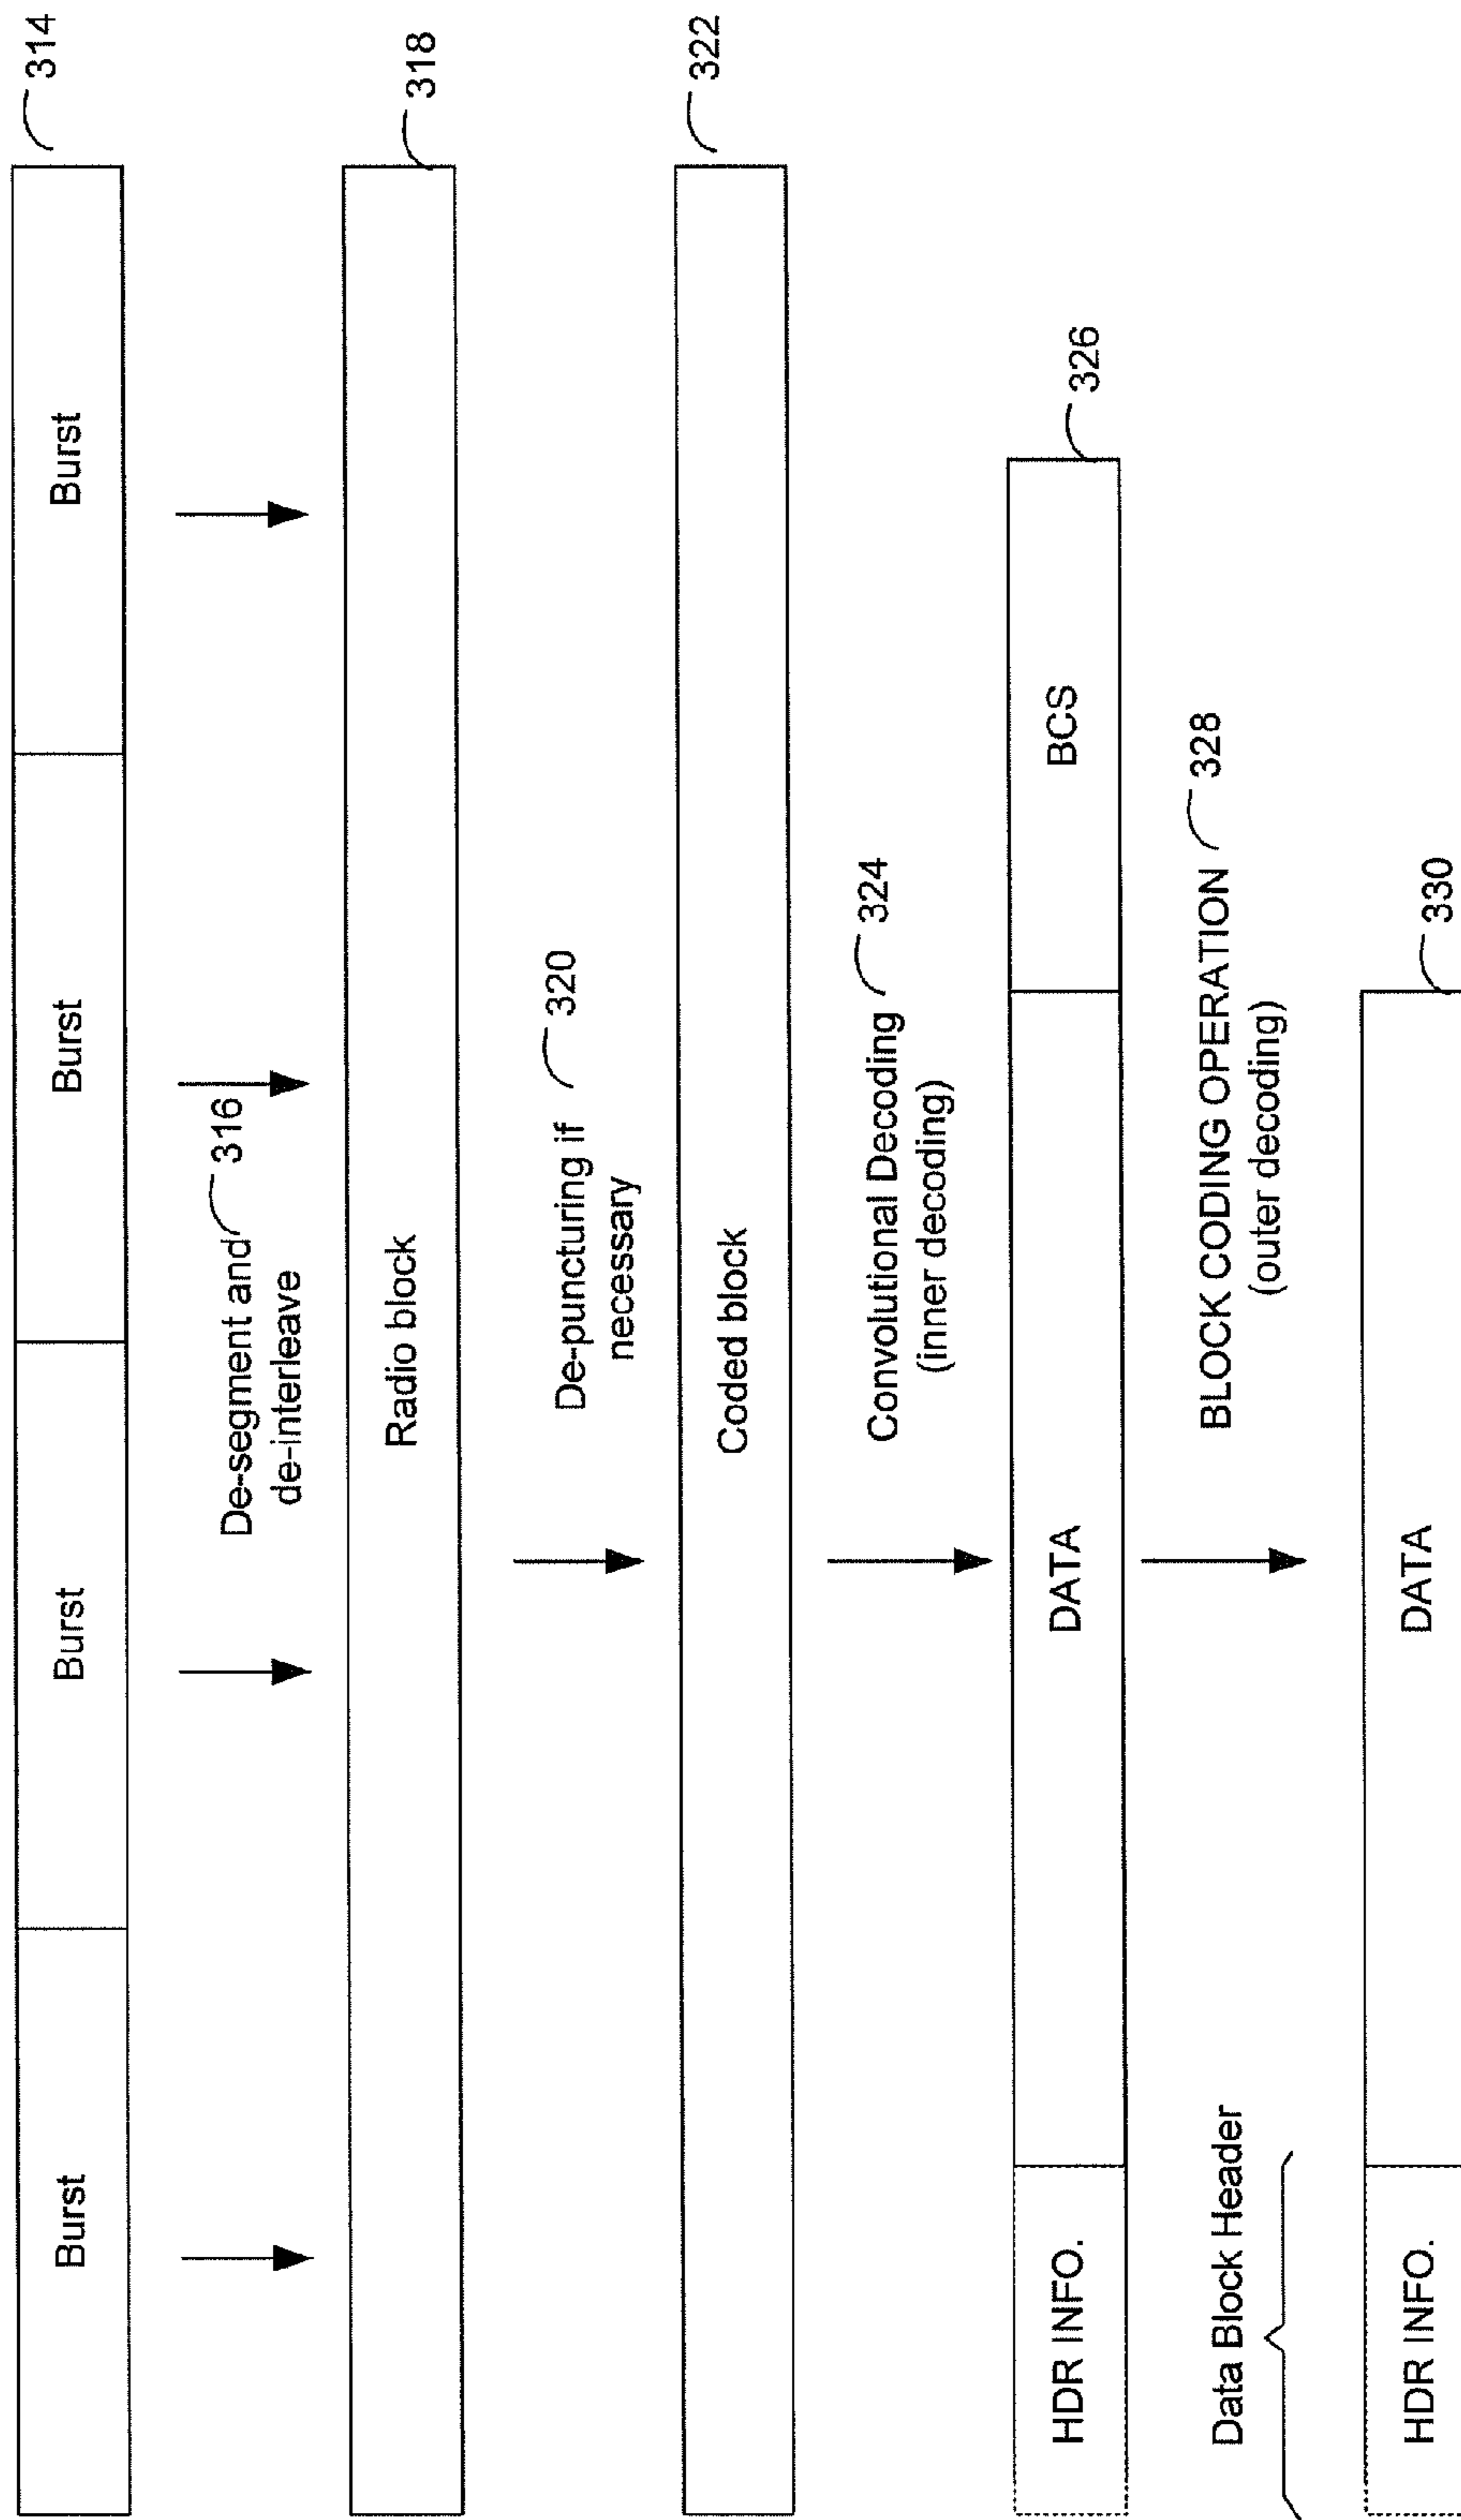 Burst
Burst
Burst
Burst
314
De-segment and
de-interleave
316
Radio block
318
De-puncturing if
necessary
320
Coded block
322
Convolutional Decoding
(inner decoding)
324
HDR INFO.
DATA
BCS
326
Data Block Header
BLOCK CODING OPERATION
(outer decoding)
328
HDR INFO.
DATA
330